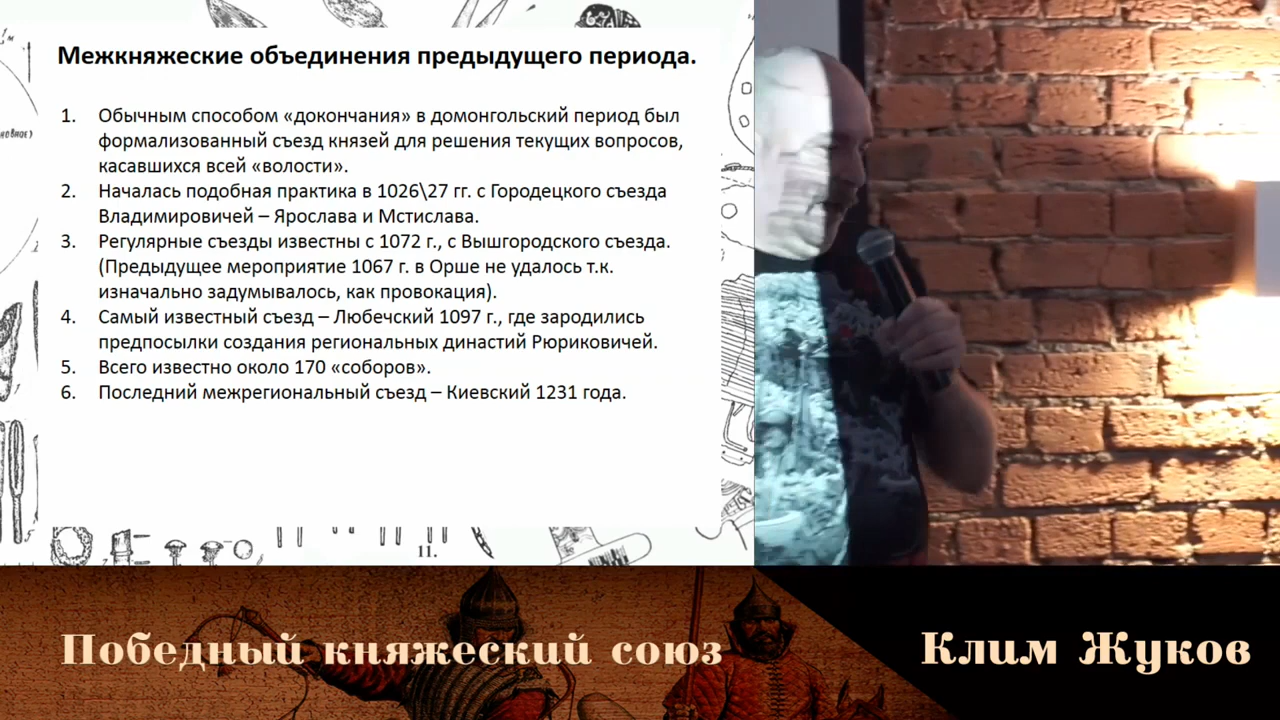 Межкняжеские объединения предыдущего периода.
1. Обычным способом «докончания» в домонгольский период был
формализованный съезд князей для решения текущих вопросов,
касавшихся всей «волости».
2. Началась подобная практика в 1026\27 гг. с Городецкого съезда
Владимировичей – Ярослава и Мстислава.
3. Регулярные съезды известны с 1072 г., с Вышгородского съезда.
(Предыдущее мероприятие 1067 г. в Орше не удалось т.к.
изначально задумывалось, как провокация).
4. Самый известный съезд – Любечский 1097 г., где зародились
предпосылки создания региональных династий Рюриковичей.
5. Всего известно около 170 «соборов».
6. Последний межрегиональный съезд – Киевский 1231 года.
11.
Победный княжеский союз
Клим Жуков